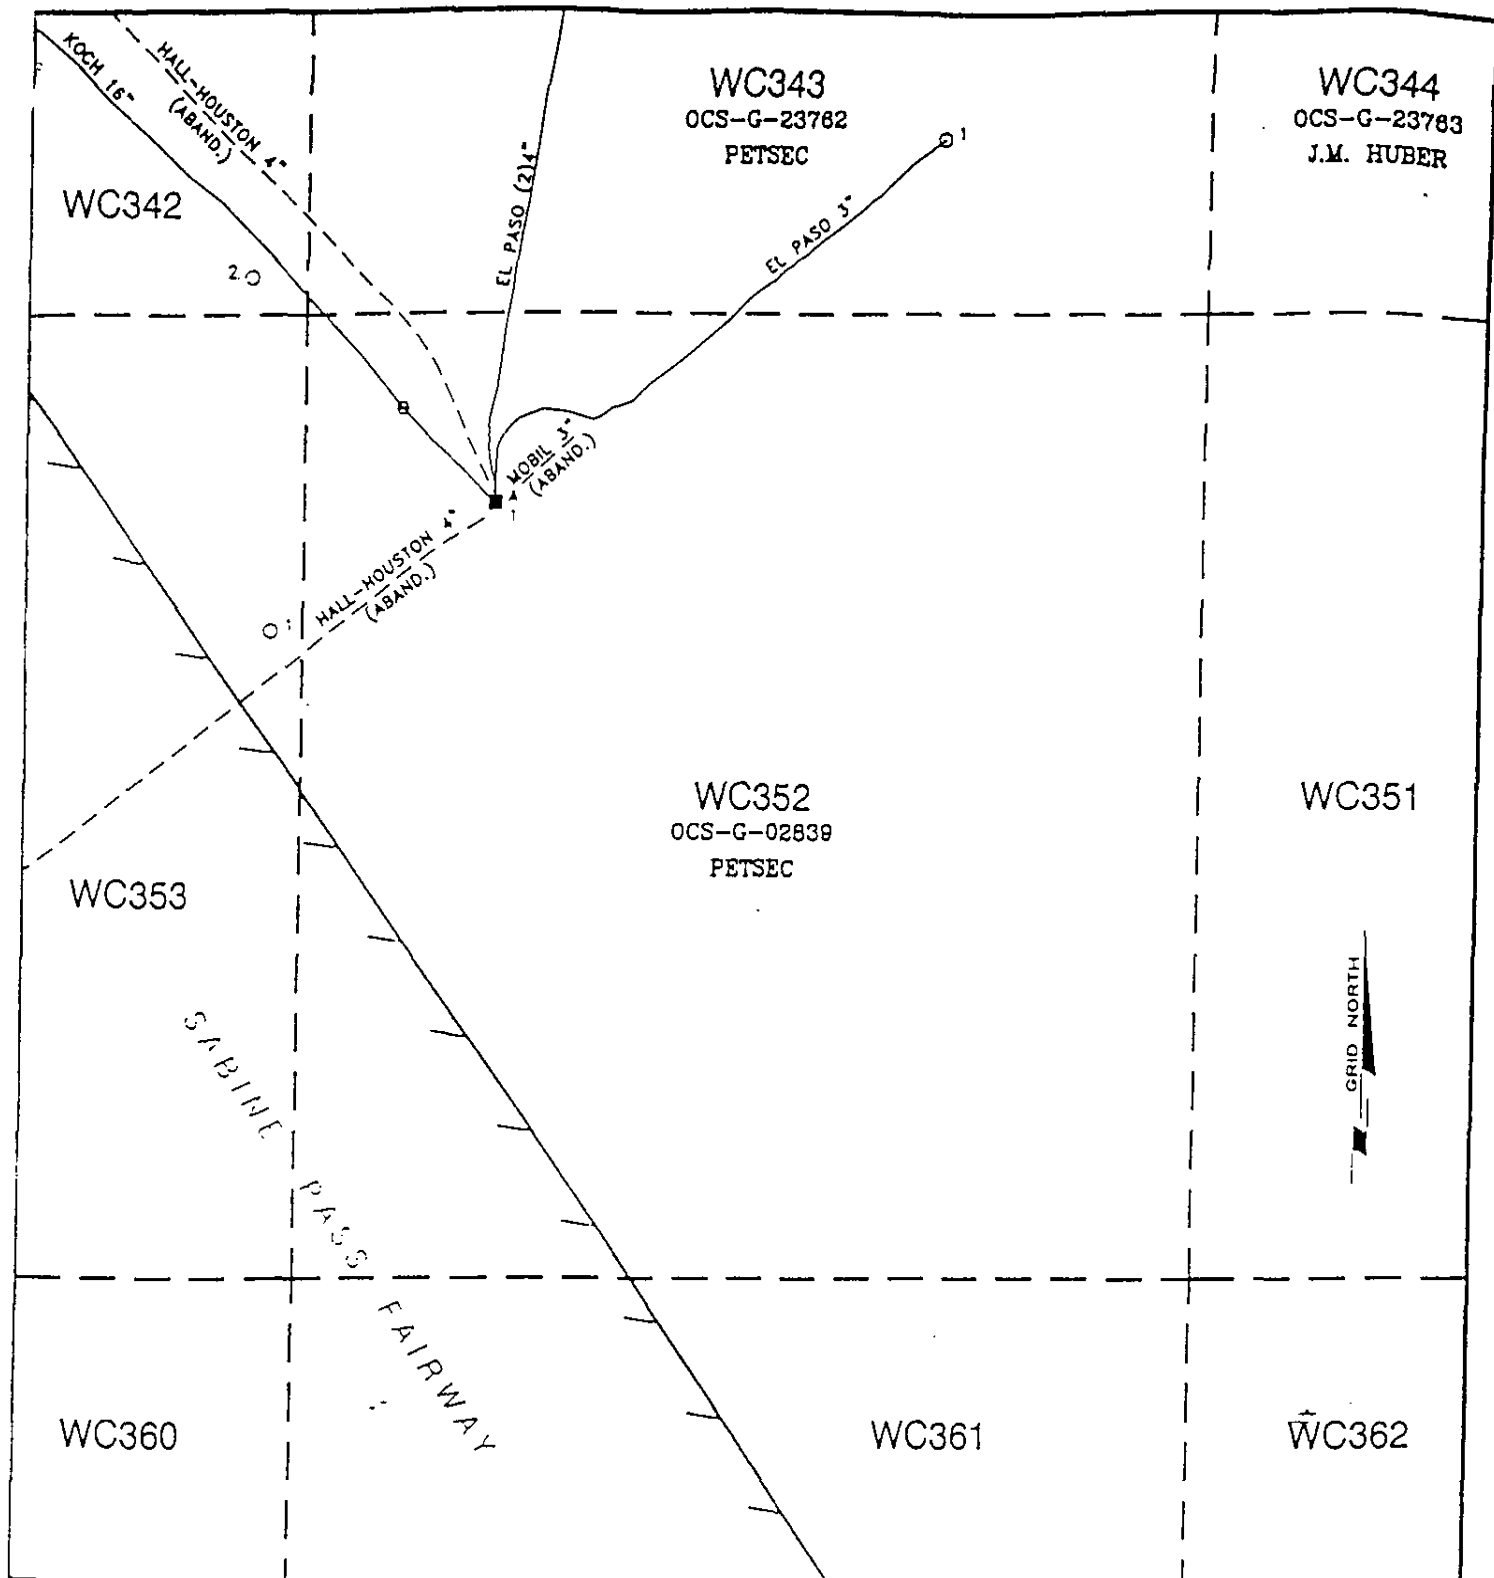 KOCH 16"
HALL-HOUSTON 4"
(ABAND.)
WC342
2
EL PASO (2)4"
WC343
OCS-G-23762
PETSEC
1
EL PASO 3"
WC344
OCS-G-23763
J.M. HUBER
MOBIL 3"
(ABAND.)
1
HALL-HOUSTON 4"
(ABAND.)
WC352
OCS-G-02839
PETSEC
WC351
WC353
GRID NORTH
SABINE PASS FAIRWAY
WC360
WC361
WC362